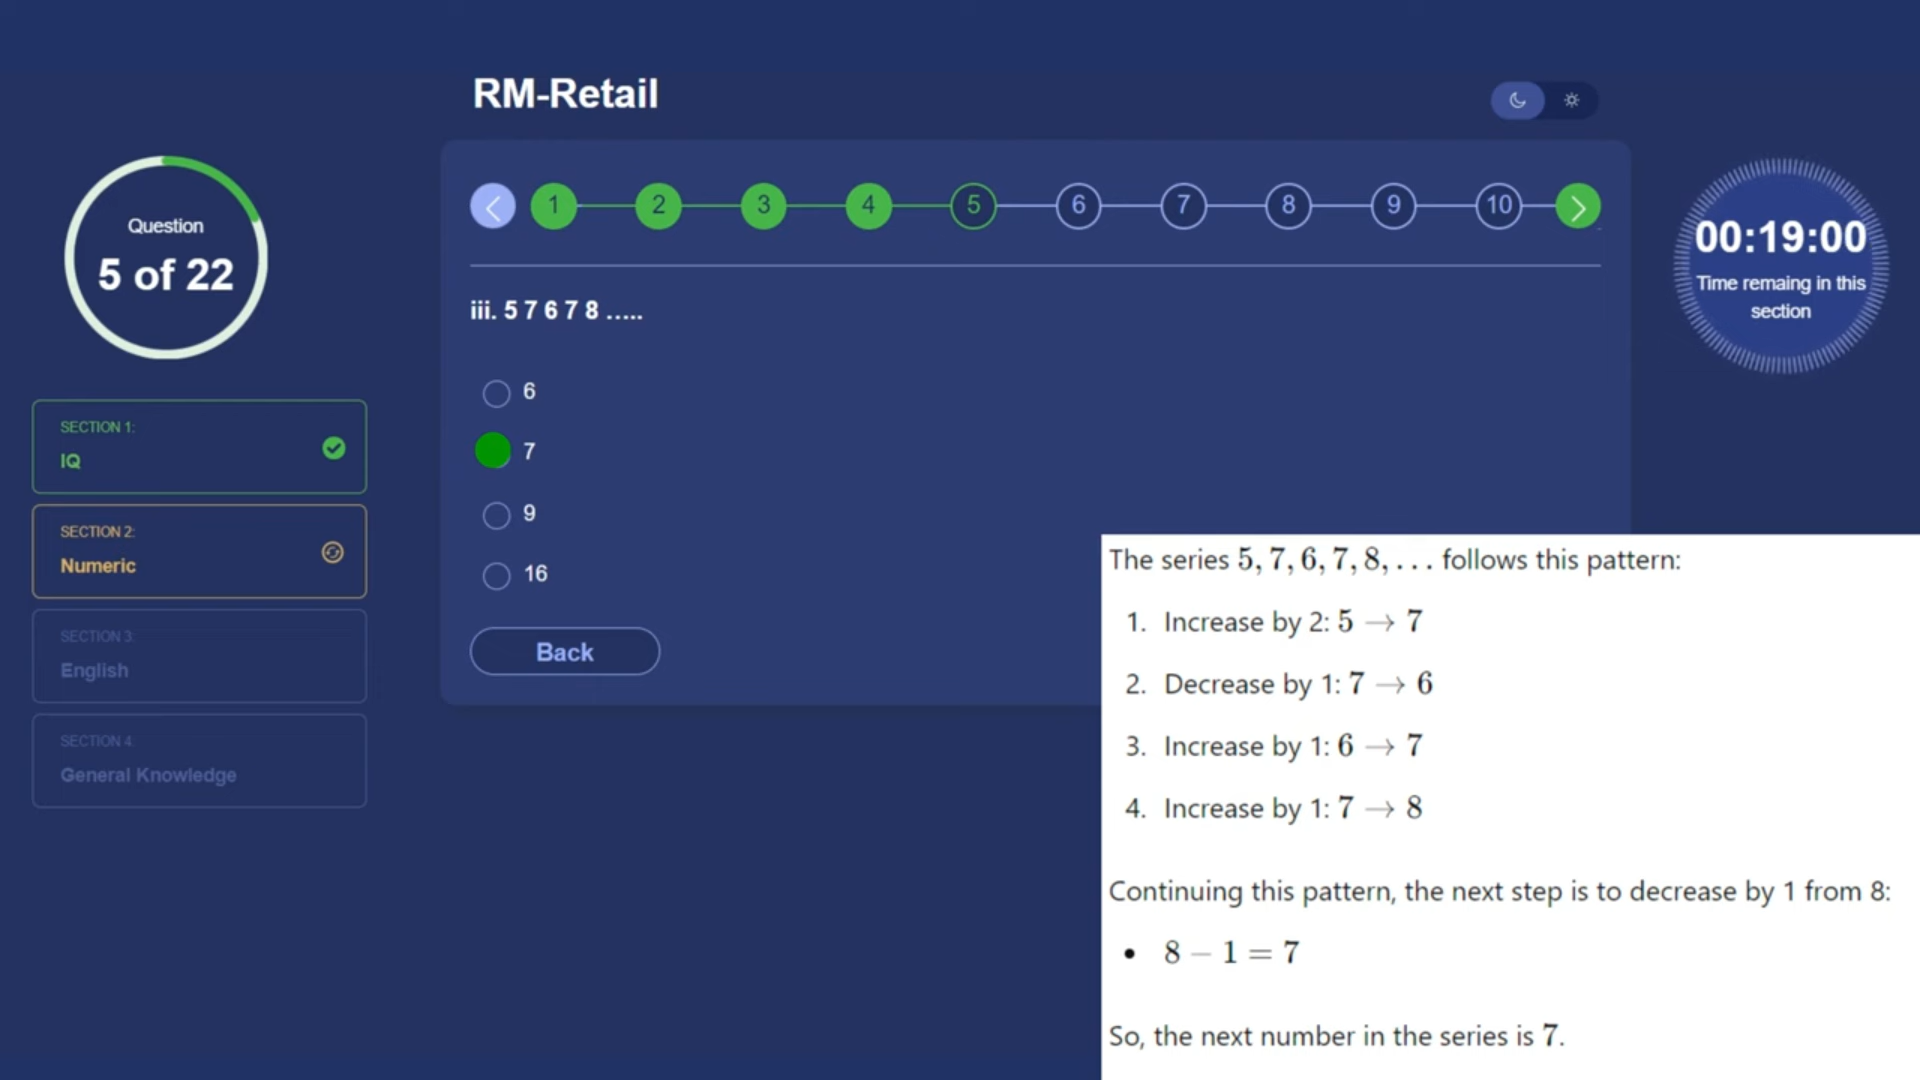 RM-Retail
Question
5 of 22
1 2 3 4 5 6 7 8 9 10
00:19:00
Time remaing in this
section
iii. 5 7 6 7 8 .....
6
7
9
16
Back
SECTION 1:
IQ
SECTION 2:
Numeric
SECTION 3:
English
SECTION 4:
General Knowledge
The series 5, 7, 6, 7, 8, . . . follows this pattern:
1. Increase by 2: 5 → 7
2. Decrease by 1: 7 → 6
3. Increase by 1: 6 → 7
4. Increase by 1: 7 → 8
Continuing this pattern, the next step is to decrease by 1 from 8:
• 8 − 1 = 7
So, the next number in the series is 7.